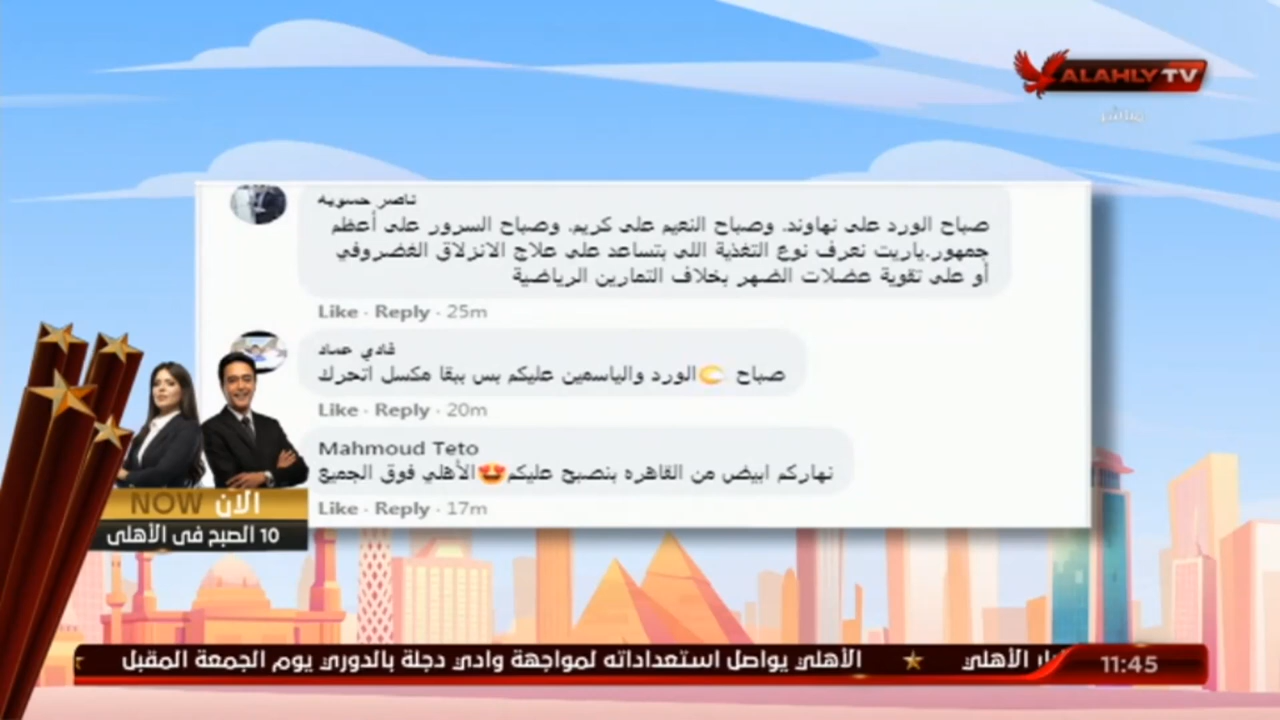 ALAHLY TV
مباشر
ناصر حسويه
صباح الورد على نهاوند. وصباح النعيم على كريم. وصباح السرور على أعظم
جمهور.ياريت نعرف نوع التغذية اللى بتساعد على علاج الانزلاق الغضروفي
أو على تقوية عضلات الضهر بخلاف التمارين الرياضية
Like · Reply · 25m
فادي عماد
صباح 🌙الورد والياسمين عليكم بس ببقا مكسل اتحرك
Like · Reply · 20m
Mahmoud Teto
نهاركم ابيض من القاهره بنصبح عليكم😍الأهلي فوق الجميع
Like · Reply · 17m
الآن NOW
10 الصبح فى الأهلى
الأهلي ★ الأهلي يواصل استعداداته لمواجهة وادي دجلة بالدوري يوم الجمعة المقبل
11:45